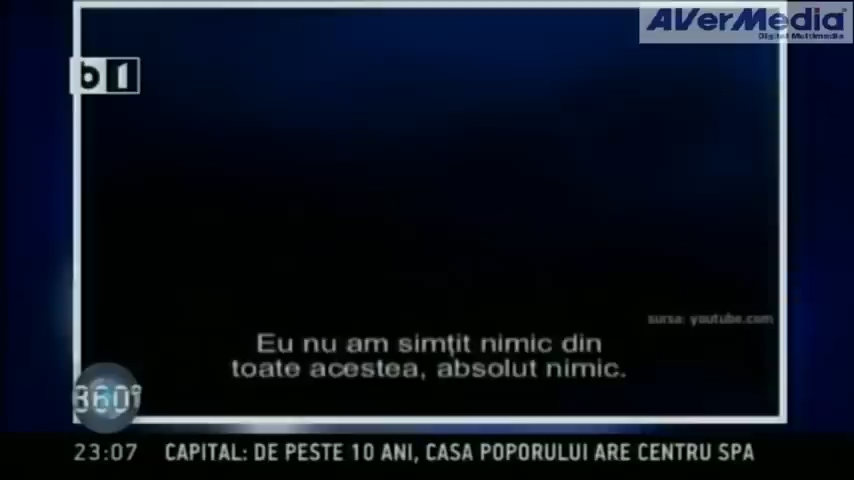 AVerMedia
Digital Multimedia
b1
sursa: youtube.com
Eu nu am simțit nimic din
toate acestea, absolut nimic.
360°
23:07 CAPITAL: DE PESTE 10 ANI, CASA POPORULUI ARE CENTRU SPA